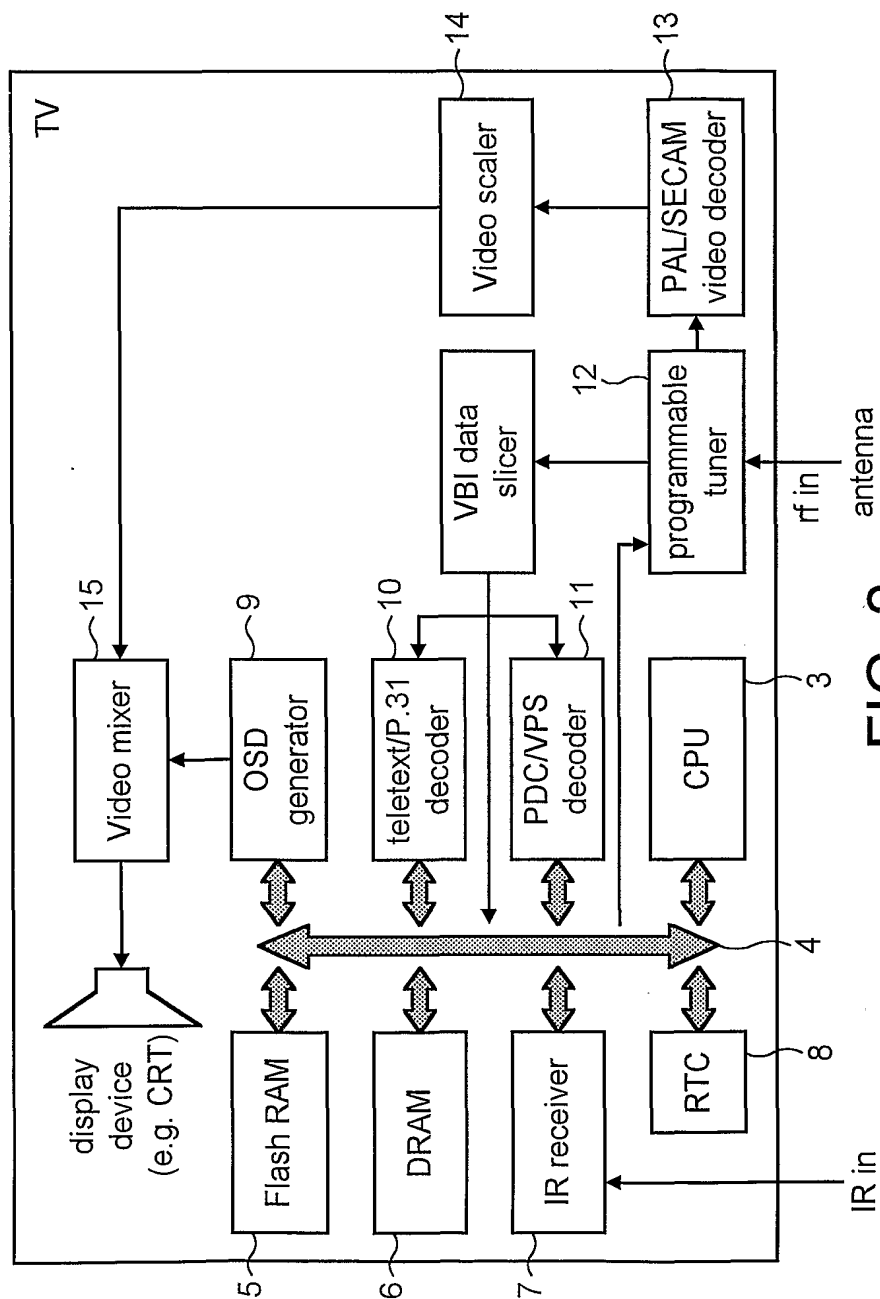 TV
display
device
(e.g. CRT)
Video mixer
15
5
Flash RAM
OSD
generator
9
6
DRAM
teletext/P.31
decoder
10
VBI data
slicer
Video scaler
14
7
IR receiver
PDC/VPS
decoder
11
12
RTC
8
CPU
3
4
programmable
tuner
PAL/SECAM
video decoder
13
IR in
rf in
antenna
FIG.